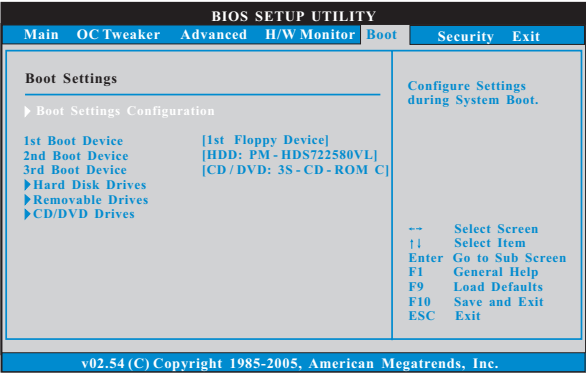 BIOS SETUP UTILITY
Main OC Tweaker Advanced H/W Monitor Boot Security Exit
Boot Settings
Boot Settings Configuration
1st Boot Device [1st Floppy Device]
2nd Boot Device [HDD: PM-HDS722580VL]
3rd Boot Device [CD/DVD: 3S-CD-ROM C]
Hard Disk Drives
Removable Drives
CD/DVD Drives
Configure Settings
during System Boot.
←→ Select Screen
↑↓ Select Item
Enter Go to Sub Screen
F1 General Help
F9 Load Defaults
F10 Save and Exit
ESC Exit
v02.54 (C) Copyright 1985-2005, American Megatrends, Inc.